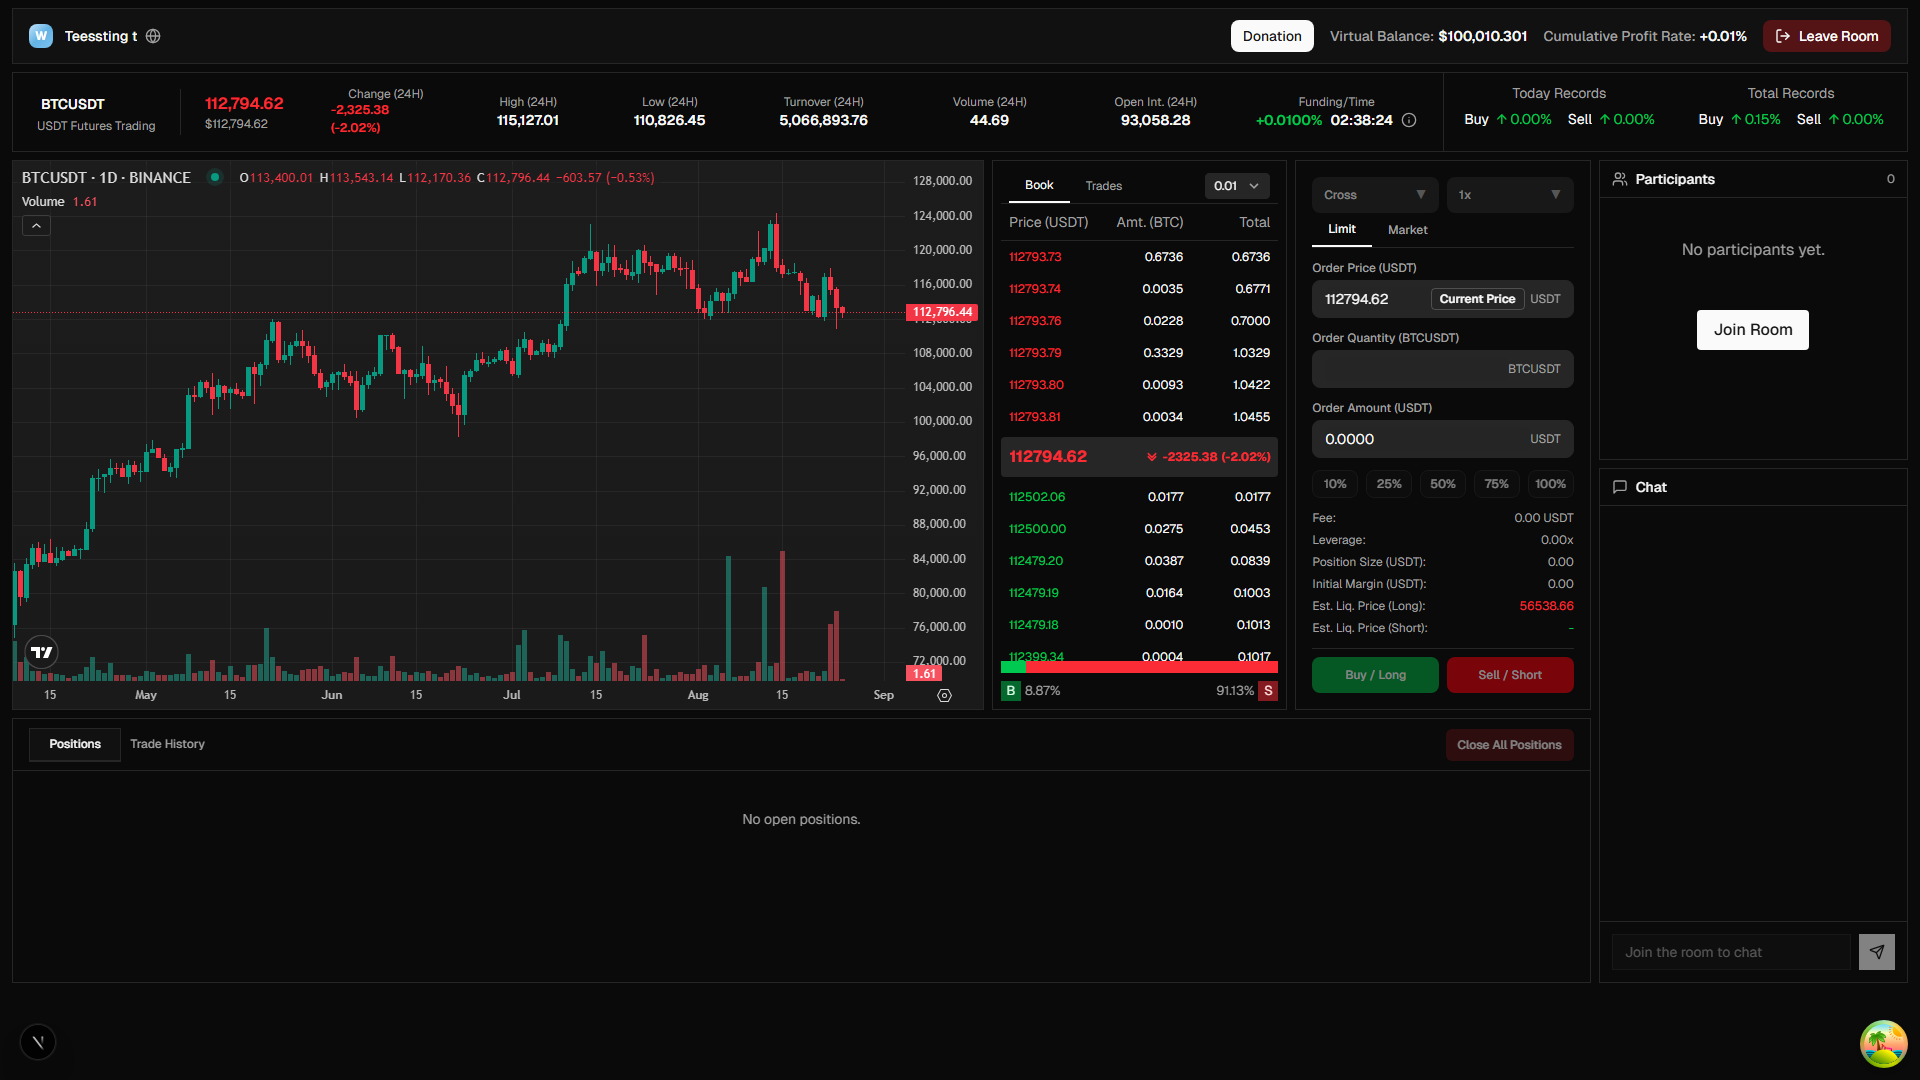 W Teessting t
Donation Virtual Balance: $100,010.301 Cumulative Profit Rate: +0.01% Leave Room
BTCUSDT
USDT Futures Trading
112,794.62
$112,794.62
Change (24H)
-2,325.38
(-2.02%)
High (24H)
115,127.01
Low (24H)
110,826.45
Turnover (24H)
5,066,893.76
Volume (24H)
44.69
Open Int. (24H)
93,058.28
Funding/Time
+0.0100% 02:38:24
Today Records
Buy ↑ 0.00% Sell ↑ 0.00%
Total Records
Buy ↑ 0.15% Sell ↑ 0.00%
BTCUSDT · 1D · BINANCE O113,400.01 H113,543.14 L112,170.36 C112,796.44 −603.57 (−0.53%)
Volume 1.61
128,000.00
124,000.00
120,000.00
116,000.00
112,796.44
112,000.00
108,000.00
104,000.00
100,000.00
96,000.00
92,000.00
88,000.00
84,000.00
80,000.00
76,000.00
72,000.00
1.61
15 May 15 Jun 15 Jul 15 Aug 15 Sep
Book Trades 0.01
Price (USDT) Amt. (BTC) Total
112793.73 0.6736 0.6736
112793.74 0.0035 0.6771
112793.76 0.0228 0.7000
112793.79 0.3329 1.0329
112793.80 0.0093 1.0422
112793.81 0.0034 1.0455
112794.62 -2325.38 (-2.02%)
112502.06 0.0177 0.0177
112500.00 0.0275 0.0453
112479.20 0.0387 0.0839
112479.19 0.0164 0.1003
112479.18 0.0010 0.1013
112399.34 0.0004 0.1017
B 8.87% 91.13% S
Cross 1x
Limit Market
Order Price (USDT)
112794.62 Current Price USDT
Order Quantity (BTCUSDT)
BTCUSDT
Order Amount (USDT)
0.0000 USDT
10% 25% 50% 75% 100%
Fee: 0.00 USDT
Leverage: 0.00x
Position Size (USDT): 0.00
Initial Margin (USDT): 0.00
Est. Liq. Price (Long): 56538.66
Est. Liq. Price (Short): -
Buy / Long Sell / Short
Participants 0
No participants yet.
Join Room
Chat
Join the room to chat
Positions Trade History Close All Positions
No open positions.